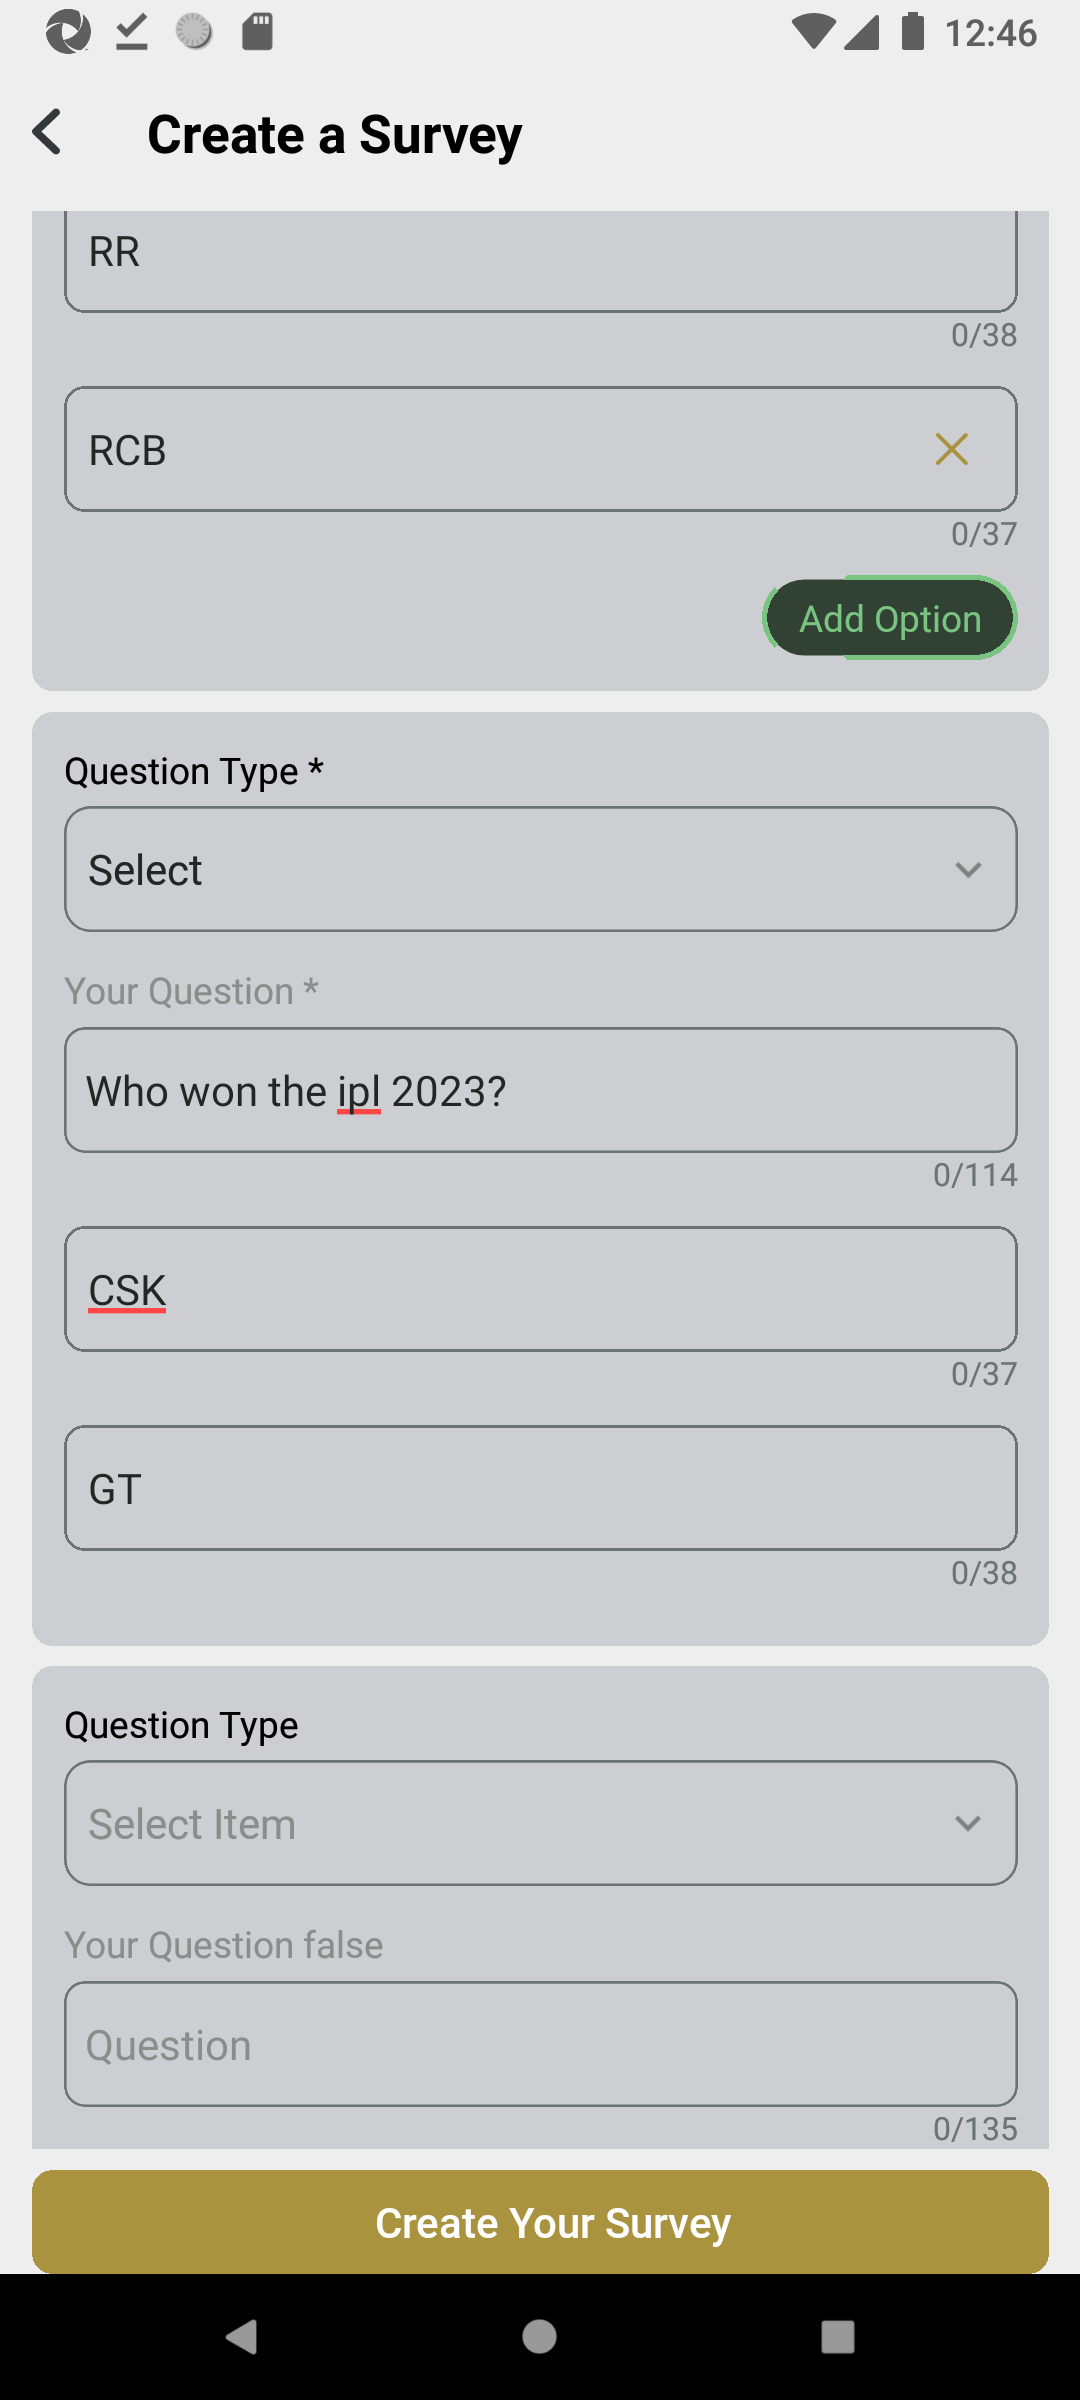 12:46
Create a Survey
RR
0/38
RCB
0/37
Add Option
Question Type *
Select
Your Question *
Who won the ipl 2023?
0/114
CSK
0/37
GT
0/38
Question Type
Select Item
Your Question false
Question
0/135
Create Your Survey